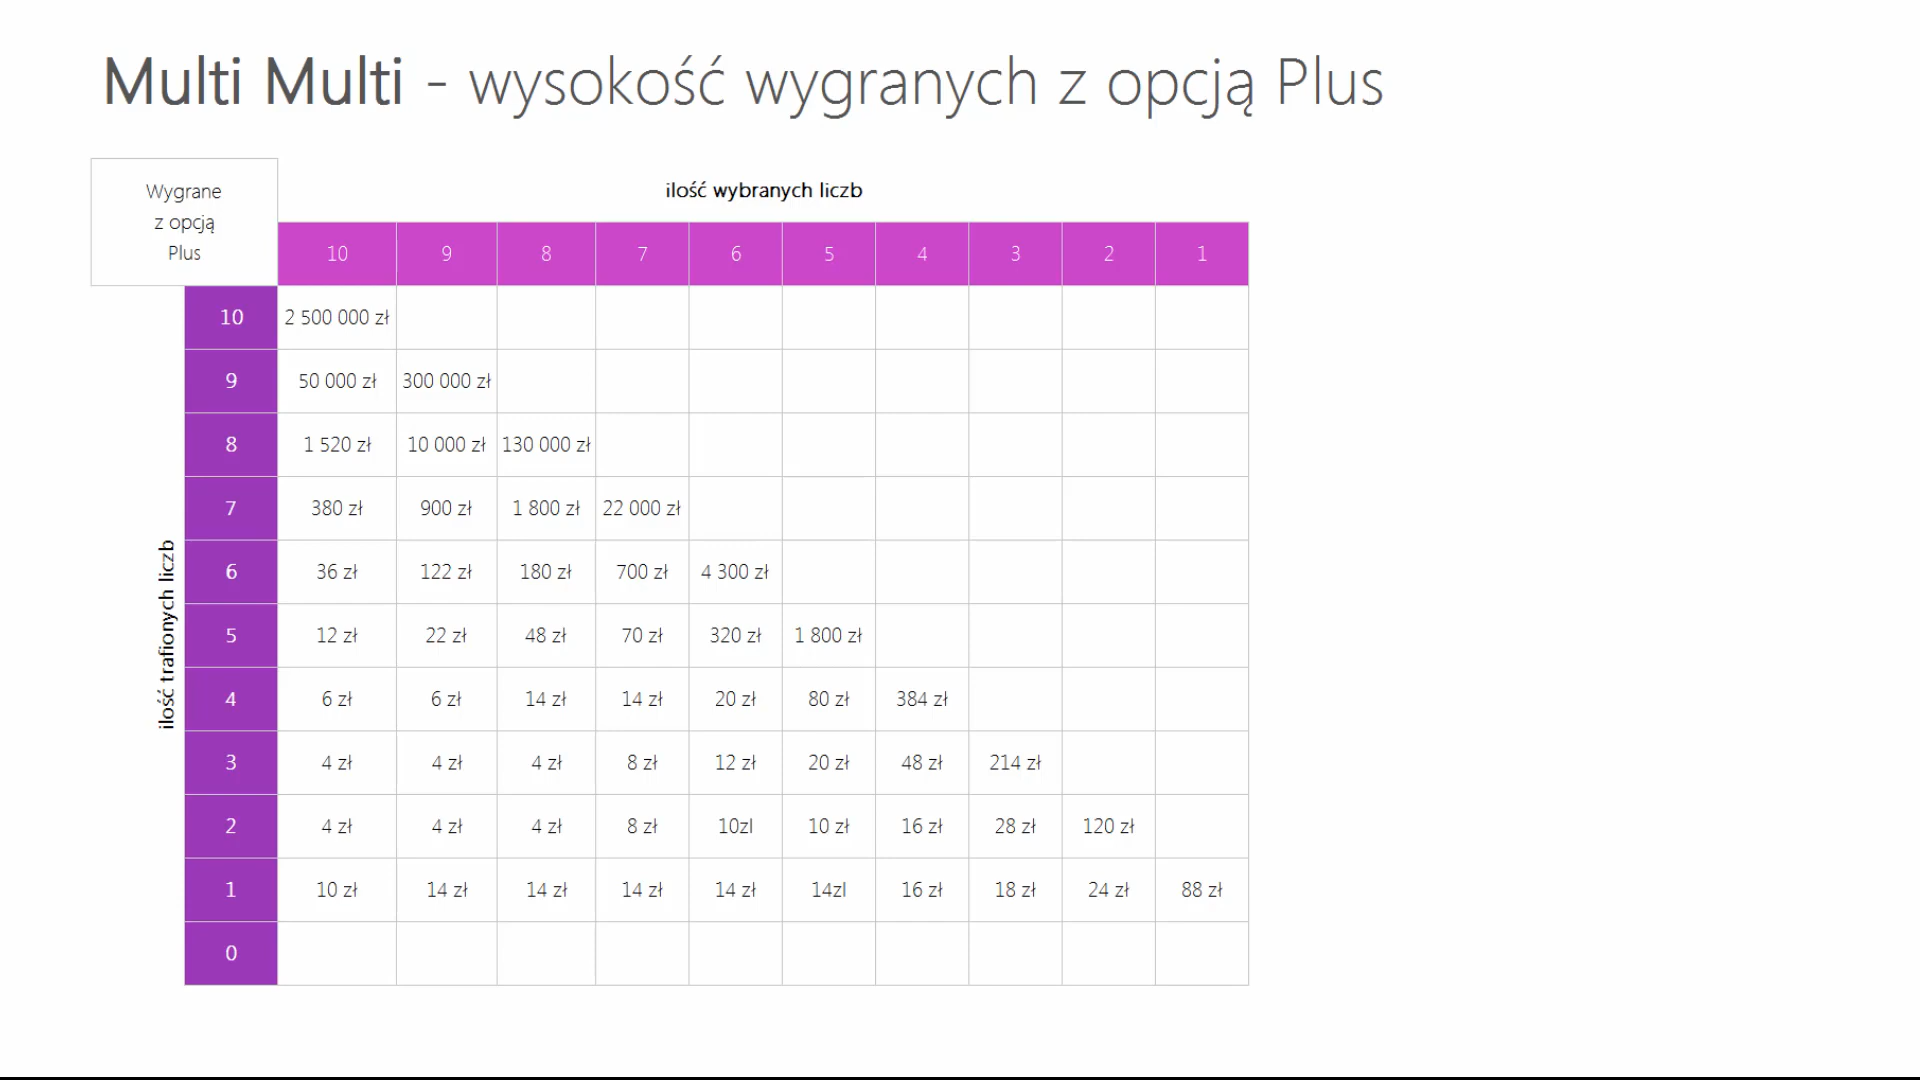 Multi Multi - wysokość wygranych z opcją Plus
Wygrane
z opcją
Plus
ilość wybranych liczb
10 9 8 7 6 5 4 3 2 1
ilość trafionych liczb
10 2 500 000 zł
9 50 000 zł 300 000 zł
8 1 520 zł 10 000 zł 130 000 zł
7 380 zł 900 zł 1 800 zł 22 000 zł
6 36 zł 122 zł 180 zł 700 zł 4 300 zł
5 12 zł 22 zł 48 zł 70 zł 320 zł 1 800 zł
4 6 zł 6 zł 14 zł 14 zł 20 zł 80 zł 384 zł
3 4 zł 4 zł 4 zł 8 zł 12 zł 20 zł 48 zł 214 zł
2 4 zł 4 zł 4 zł 8 zł 10zl 10 zł 16 zł 28 zł 120 zł
1 10 zł 14 zł 14 zł 14 zł 14 zł 14zl 16 zł 18 zł 24 zł 88 zł
0